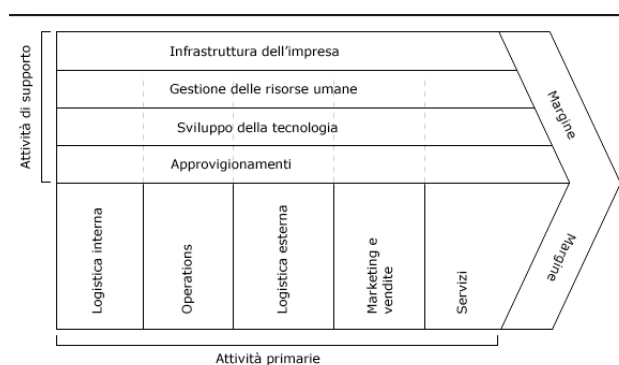 Attività di supporto
Infrastruttura dell'impresa
Gestione delle risorse umane
Sviluppo della tecnologia
Approvigionamenti
Margine
Logistica interna
Operations
Logistica esterna
Marketing e
vendite
Servizi
Margine
Attività primarie